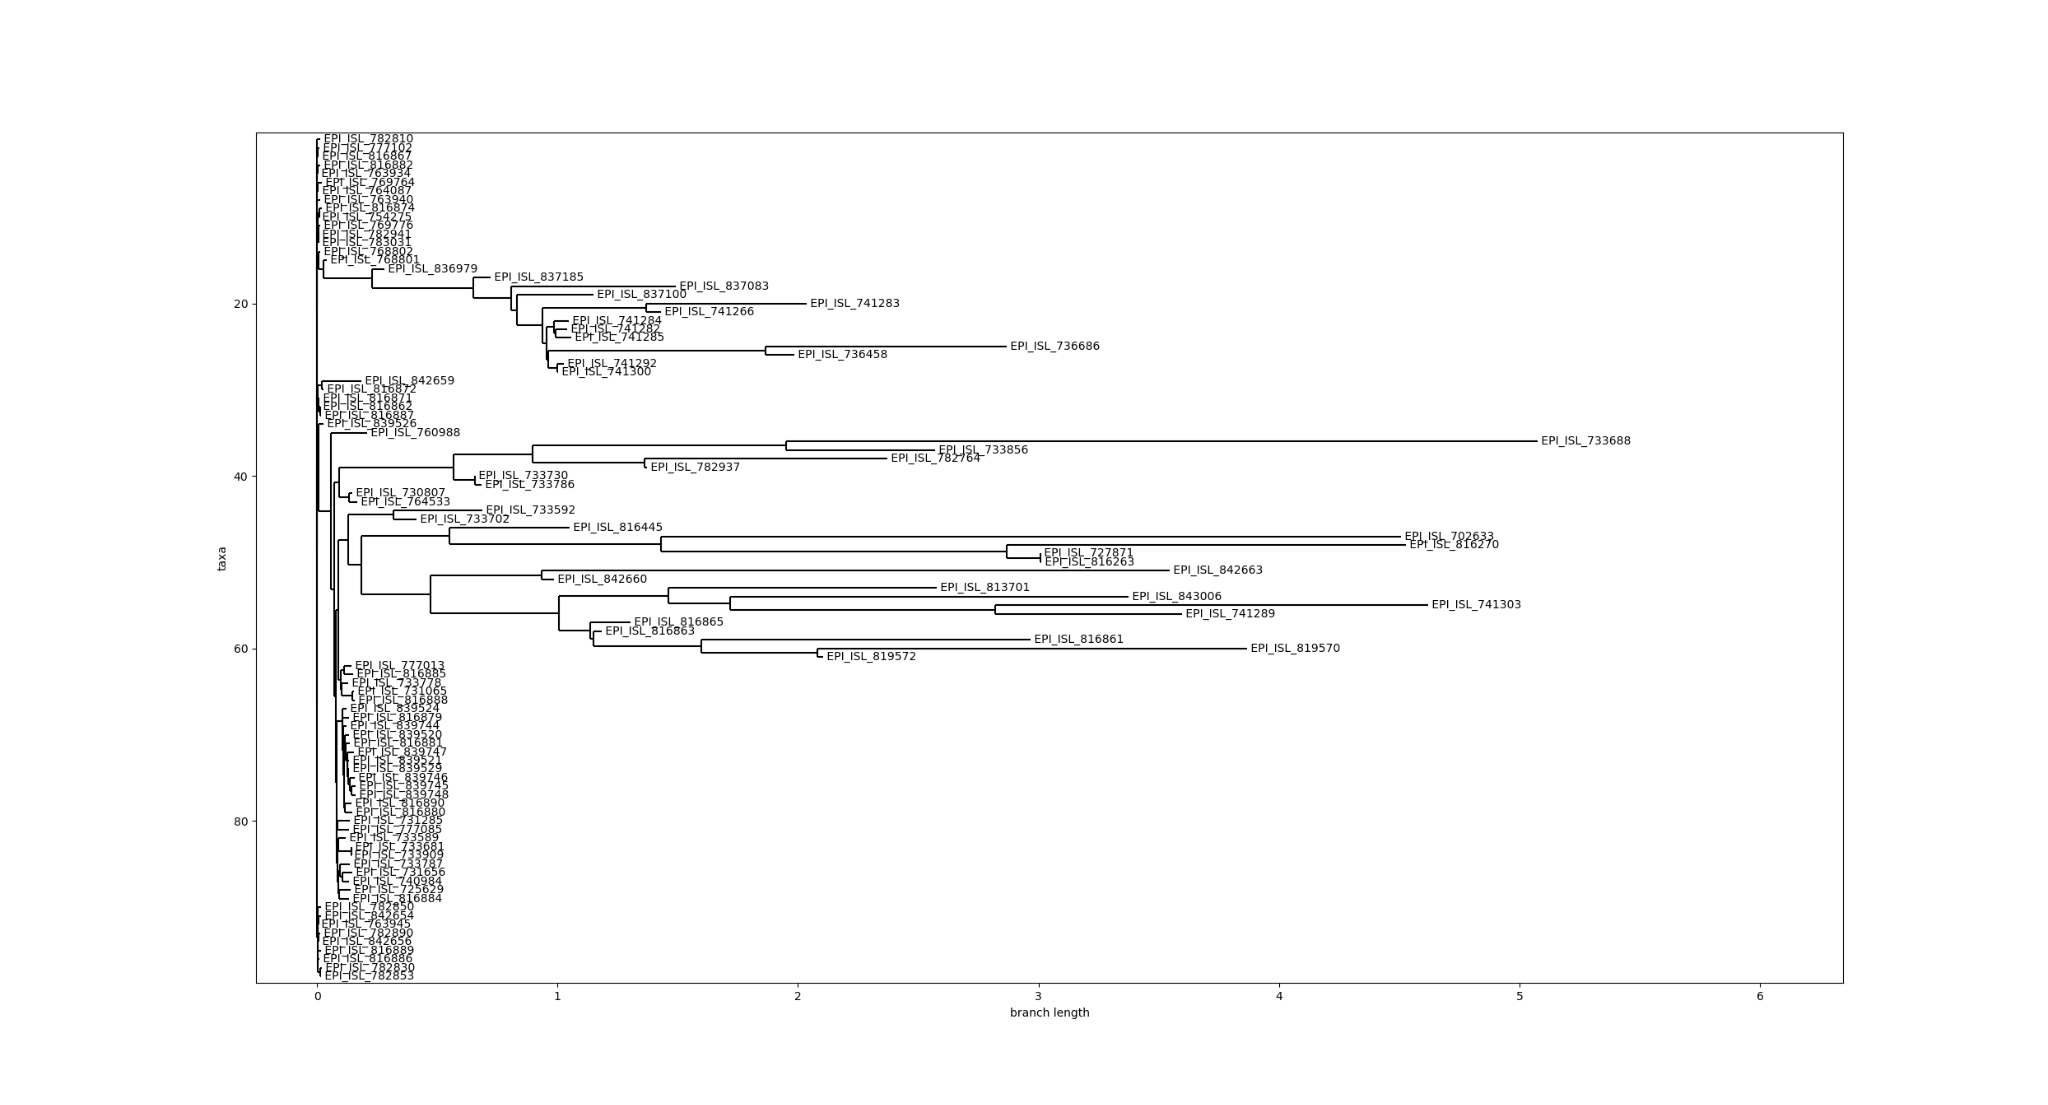 EPI_ISL_782810
EPI_ISL_777102
EPI_ISL_816867
EPI_ISL_816882
EPI_ISL_763934
EPI_ISL_769764
EPI_ISL_764087
EPI_ISL_763940
EPI_ISL_816874
EPI_ISL_754275
EPI_ISL_769776
EPI_ISL_782941
EPI_ISL_783031
EPI_ISL_768802
EPI_ISL_768801
EPI_ISL_836979
EPI_ISL_837185
EPI_ISL_837083
EPI_ISL_837100
20
EPI_ISL_741283
EPI_ISL_741266
EPI_ISL_741284
EPI_ISL_741282
EPI_ISL_741285
EPI_ISL_736686
EPI_ISL_736458
EPI_ISL_741292
EPI_ISL_741300
EPI_ISL_842659
EPI_ISL_816872
EPI_ISL_816871
EPI_ISL_816862
EPI_ISL_816887
EPI_ISL_839526
EPI_ISL_760988
EPI_ISL_733688
EPI_ISL_733856
EPI_ISL_782764
EPI_ISL_782937
40
EPI_ISL_733730
EPI_ISL_733786
EPI_ISL_730807
EPI_ISL_764533
EPI_ISL_733592
EPI_ISL_733702
EPI_ISL_816445
EPI_ISL_702633
EPI_ISL_816270
EPI_ISL_727871
EPI_ISL_816263
taxa
EPI_ISL_842663
EPI_ISL_842660
EPI_ISL_813701
EPI_ISL_843006
EPI_ISL_741303
EPI_ISL_741289
EPI_ISL_816865
EPI_ISL_816863
EPI_ISL_816861
60
EPI_ISL_819570
EPI_ISL_819572
EPI_ISL_777013
EPI_ISL_816885
EPI_ISL_733778
EPI_ISL_731065
EPI_ISL_816888
EPI_ISL_839524
EPI_ISL_816879
EPI_ISL_839744
EPI_ISL_839520
EPI_ISL_816881
EPI_ISL_839747
EPI_ISL_839521
EPI_ISL_839529
EPI_ISL_839746
EPI_ISL_839745
EPI_ISL_839748
EPI_ISL_816890
EPI_ISL_816880
80
EPI_ISL_731285
EPI_ISL_777085
EPI_ISL_733589
EPI_ISL_733681
EPI_ISL_733909
EPI_ISL_733787
EPI_ISL_731656
EPI_ISL_740984
EPI_ISL_725629
EPI_ISL_816884
EPI_ISL_782850
EPI_ISL_842654
EPI_ISL_763945
EPI_ISL_782890
EPI_ISL_842656
EPI_ISL_816889
EPI_ISL_816886
EPI_ISL_782830
EPI_ISL_782853
0 1 2 3 4 5 6
branch length